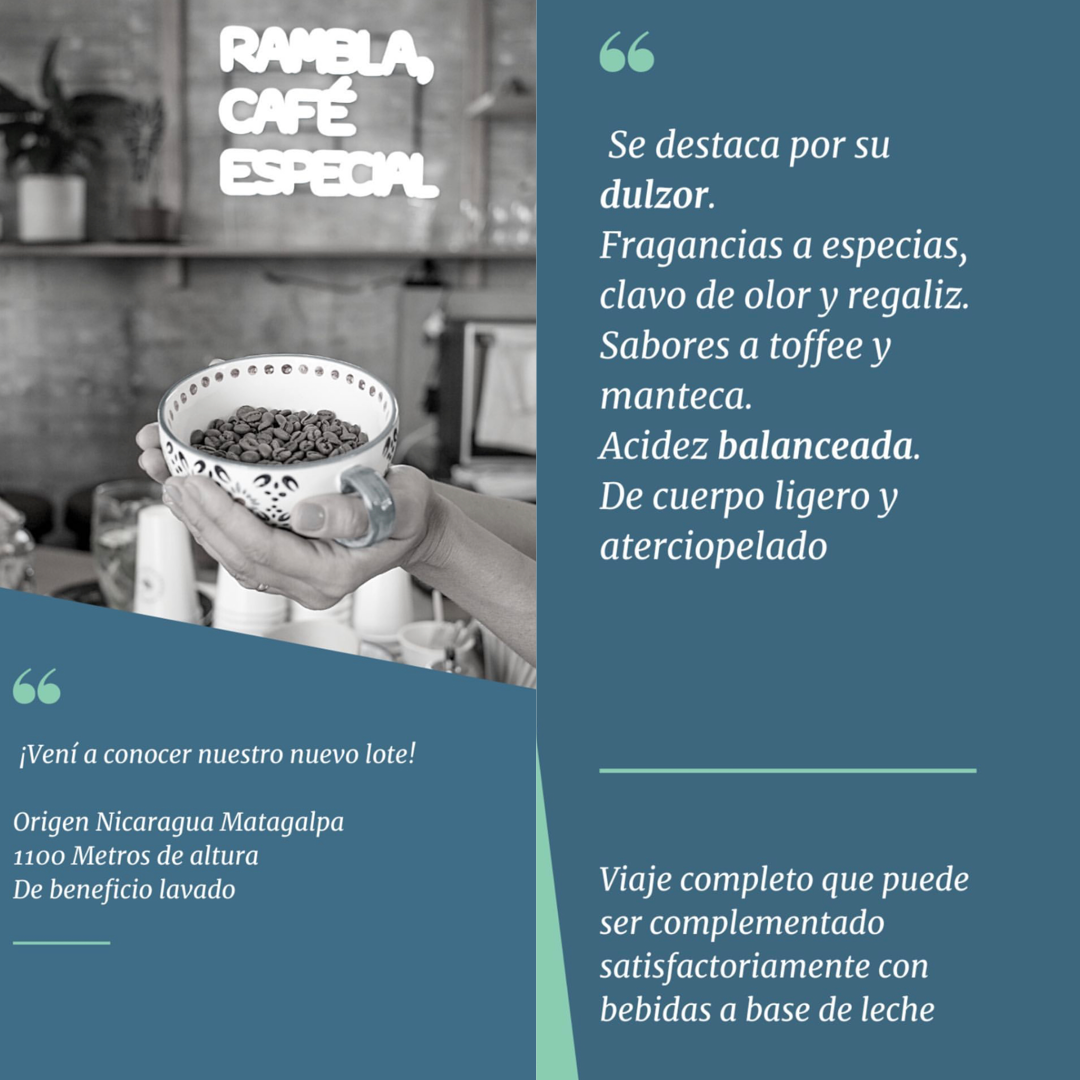 RAMBLA,
CAFÉ
ESPECIAL
¡Vení a conocer nuestro nuevo lote!
Origen Nicaragua Matagalpa
1100 Metros de altura
De beneficio lavado
Se destaca por su
dulzor.
Fragancias a especias,
clavo de olor y regaliz.
Sabores a toffee y
manteca.
Acidez balanceada.
De cuerpo ligero y
aterciopelado
Viaje completo que puede
ser complementado
satisfactoriamente con
bebidas a base de leche